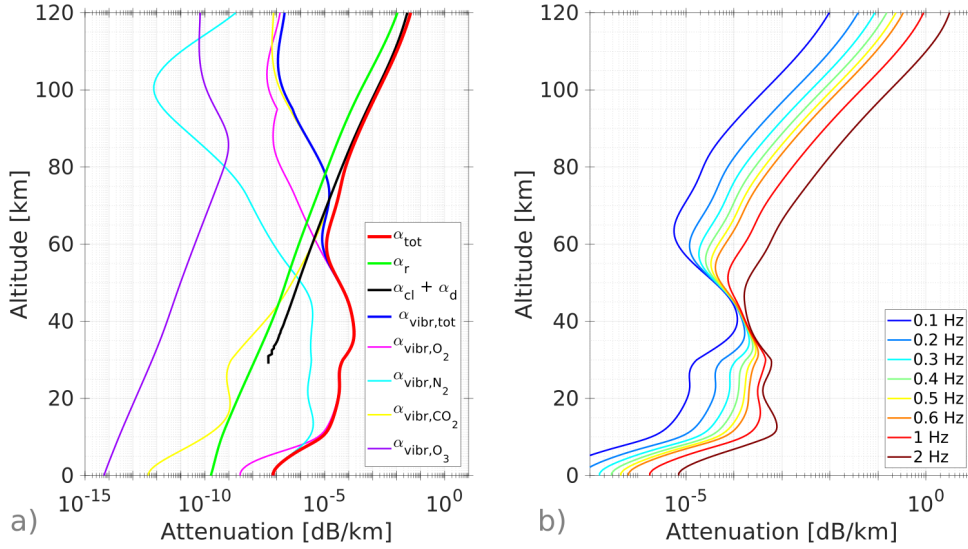 120
100
80
60
40
20
0
Altitude [km]
10^-15
10^-10
10^-5
10^0
Attenuation [dB/km]
a)
α_tot
α_r
α_cl + α_d
α_vibr,tot
α_vibr,O_2
α_vibr,N_2
α_vibr,CO_2
α_vibr,O_3
120
100
80
60
40
20
0
Altitude [km]
10^-5
10^0
Attenuation [dB/km]
b)
0.1 Hz
0.2 Hz
0.3 Hz
0.4 Hz
0.5 Hz
0.6 Hz
1 Hz
2 Hz